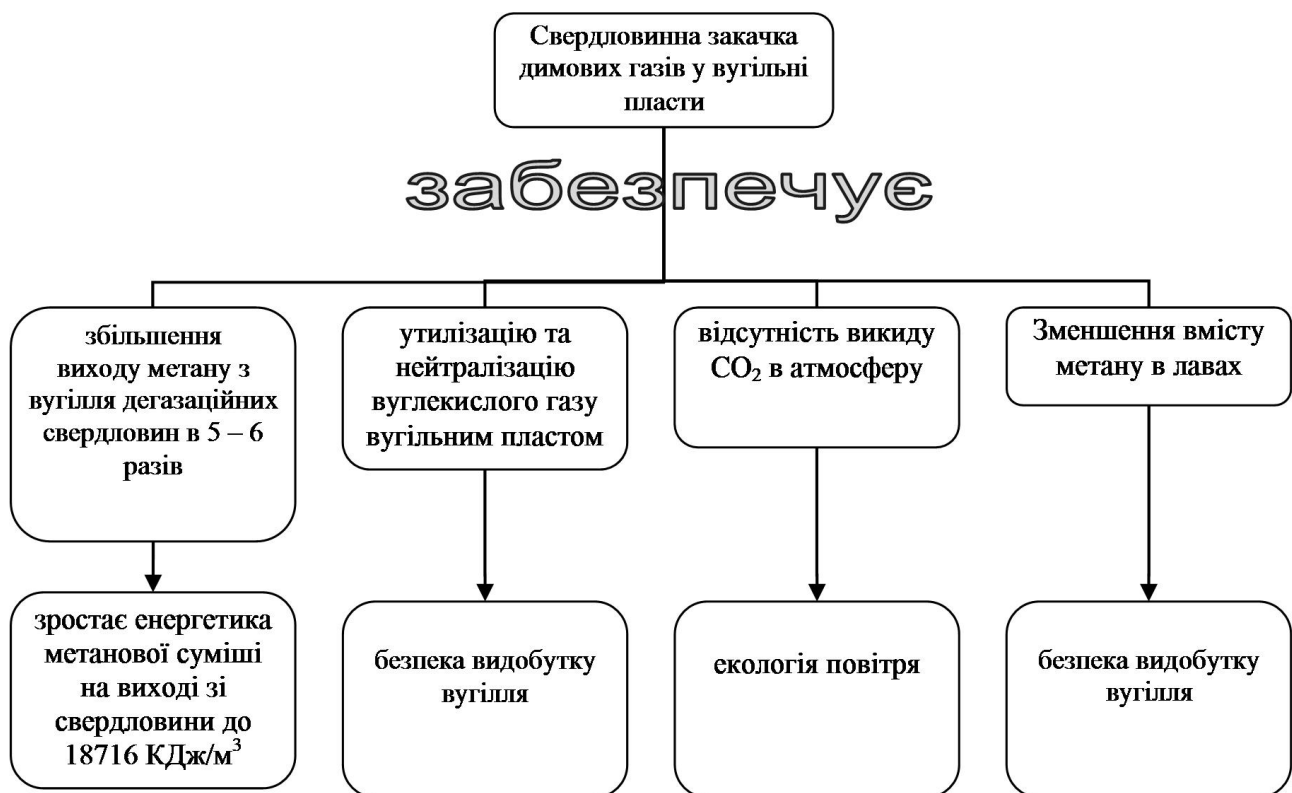 Свердловинна закачка
димових газів у вугільні
пласти
забезпечує
збільшення
виходу метану з
вугілля дегазаційних
свердловин в 5 – 6
разів
утилізацію та
нейтралізацію
вуглекислого газу
вугільним пластом
відсутність викиду
CO₂ в атмосферу
Зменшення вмісту
метану в лавах
зростає енергетика
метанової суміші
на виході зі
свердловини до
18716 КДж/м³
безпека видобутку
вугілля
екологія повітря
безпека видобутку
вугілля